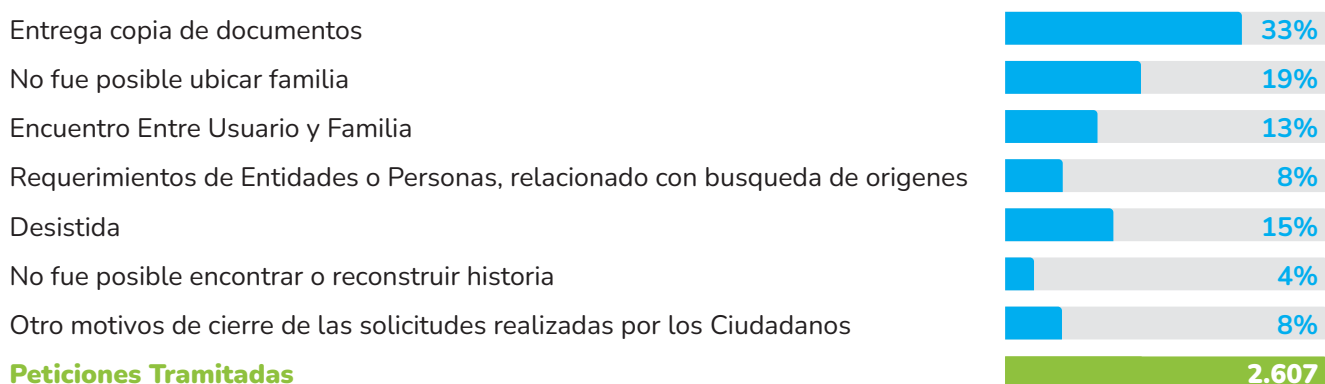 Entrega copia de documentos 33%
No fue posible ubicar familia 19%
Encuentro Entre Usuario y Familia 13%
Requerimientos de Entidades o Personas, relacionado con busqueda de origenes 8%
Desistida 15%
No fue posible encontrar o reconstruir historia 4%
Otro motivos de cierre de las solicitudes realizadas por los Ciudadanos 8%
Peticiones Tramitadas 2.607